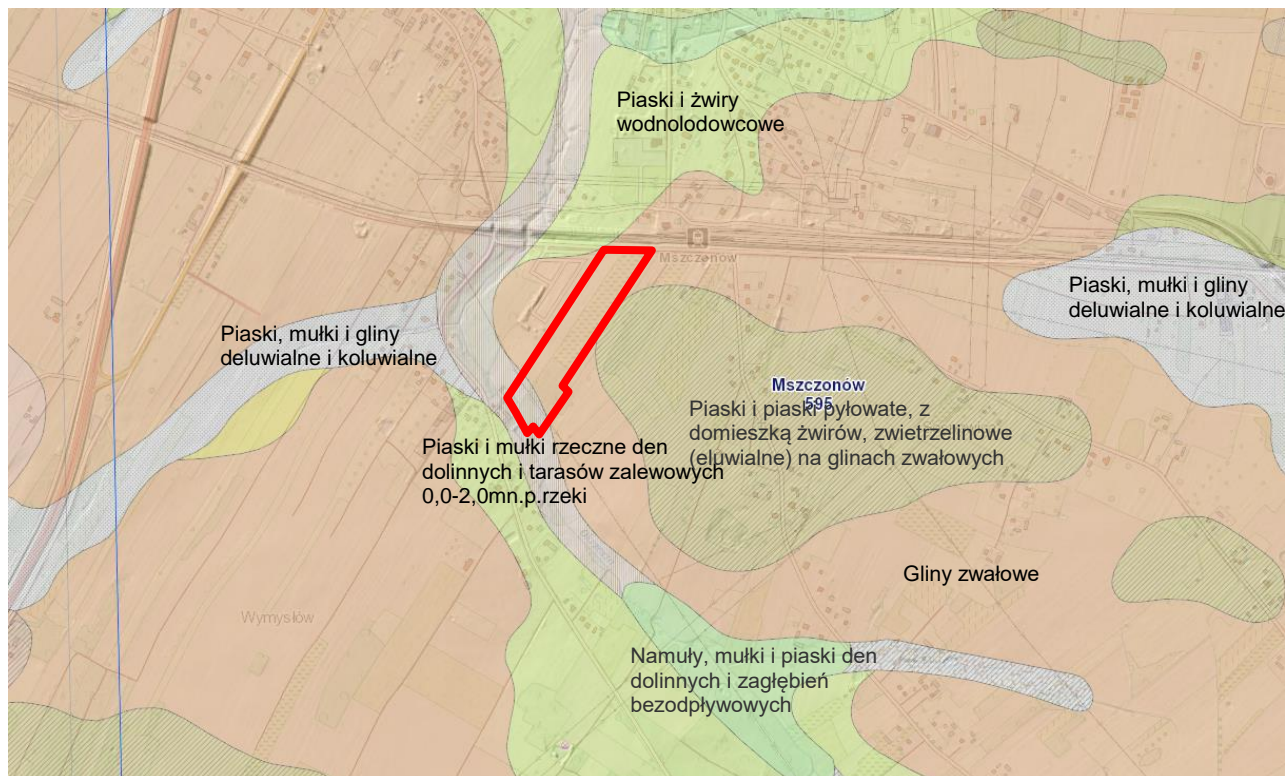 Piaski i żwiry
wodnolodowcowe
Mszczonów
Piaski, mułki i gliny
deluwialne i koluwialne
Piaski, mułki i gliny
deluwialne i koluwialne
Mszczonów
595
Piaski i piaski pyłowate, z
domieszką żwirów, zwietrzelinowe
(eluwialne) na glinach zwałowych
Piaski i mułki rzeczne den
dolinnych i tarasów zalewowych
0,0-2,0mn.p.rzeki
Gliny zwałowe
Wymysłów
Namuły, mułki i piaski den
dolinnych i zagłębień
bezodpływowych